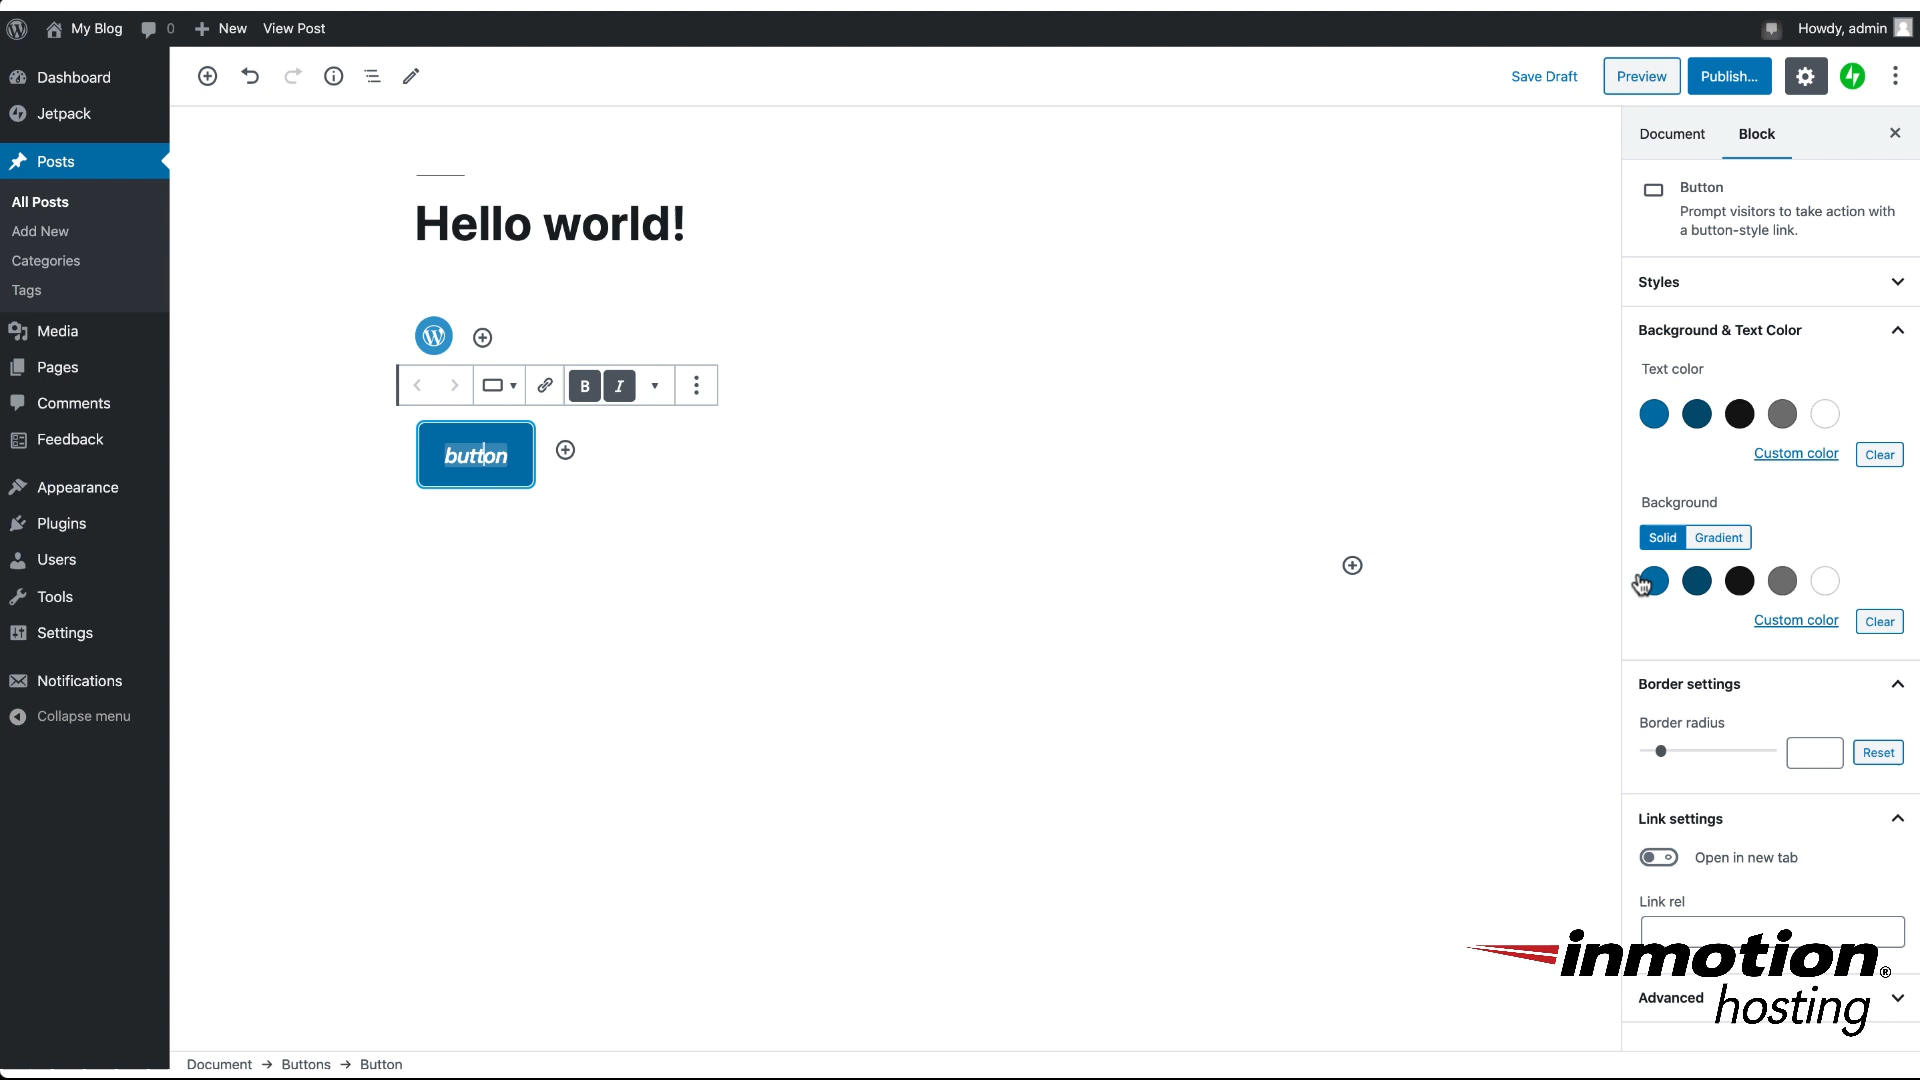 My Blog
0
New
View Post
Howdy, admin
Dashboard
Jetpack
Posts
All Posts
Add New
Categories
Tags
Media
Pages
Comments
Feedback
Appearance
Plugins
Users
Tools
Settings
Notifications
Collapse menu
Save Draft
Preview
Publish...
Hello world!
B
I
button
Document
Block
Button
Prompt visitors to take action with
a button-style link.
Styles
Background & Text Color
Text color
Custom color
Clear
Background
Solid
Gradient
Custom color
Clear
Border settings
Border radius
Reset
Link settings
Open in new tab
Link rel
inmotion®
hosting
Advanced
Document → Buttons → Button